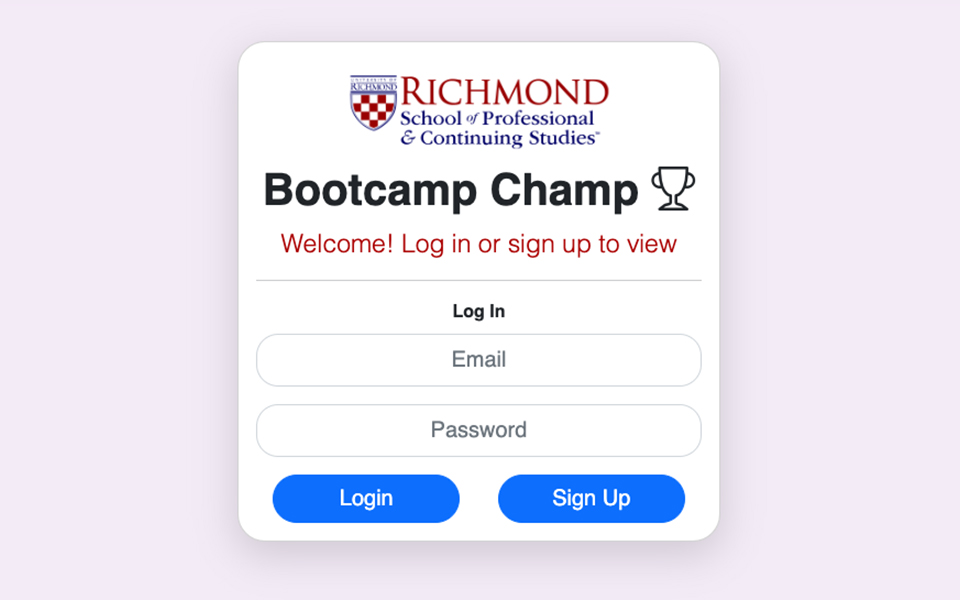 UNIVERSITY OF
RICHMOND
RICHMOND
School of Professional
& Continuing Studies™
Bootcamp Champ
Welcome! Log in or sign up to view
Log In
Email
Password
Login
Sign Up